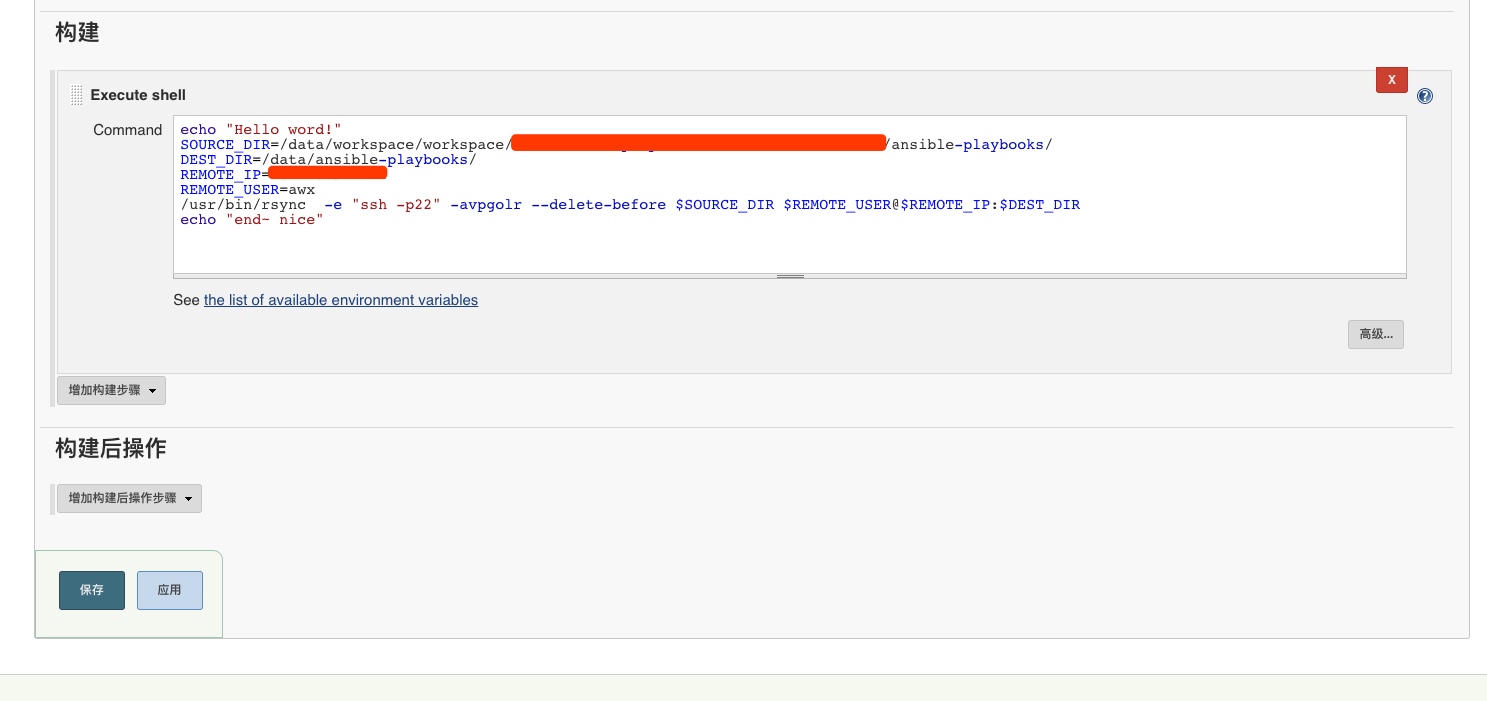 构建
Execute shell
X
?
Command
echo "Hello word!"
SOURCE_DIR=/data/workspace/workspace/ /ansible-playbooks/
DEST_DIR=/data/ansible-playbooks/
REMOTE_IP=
REMOTE_USER=awx
/usr/bin/rsync  -e "ssh -p22" -avpgolr --delete-before $SOURCE_DIR $REMOTE_USER@$REMOTE_IP:$DEST_DIR
echo "end- nice"
See the list of available environment variables
高级...
增加构建步骤
构建后操作
增加构建后操作步骤
保存
应用